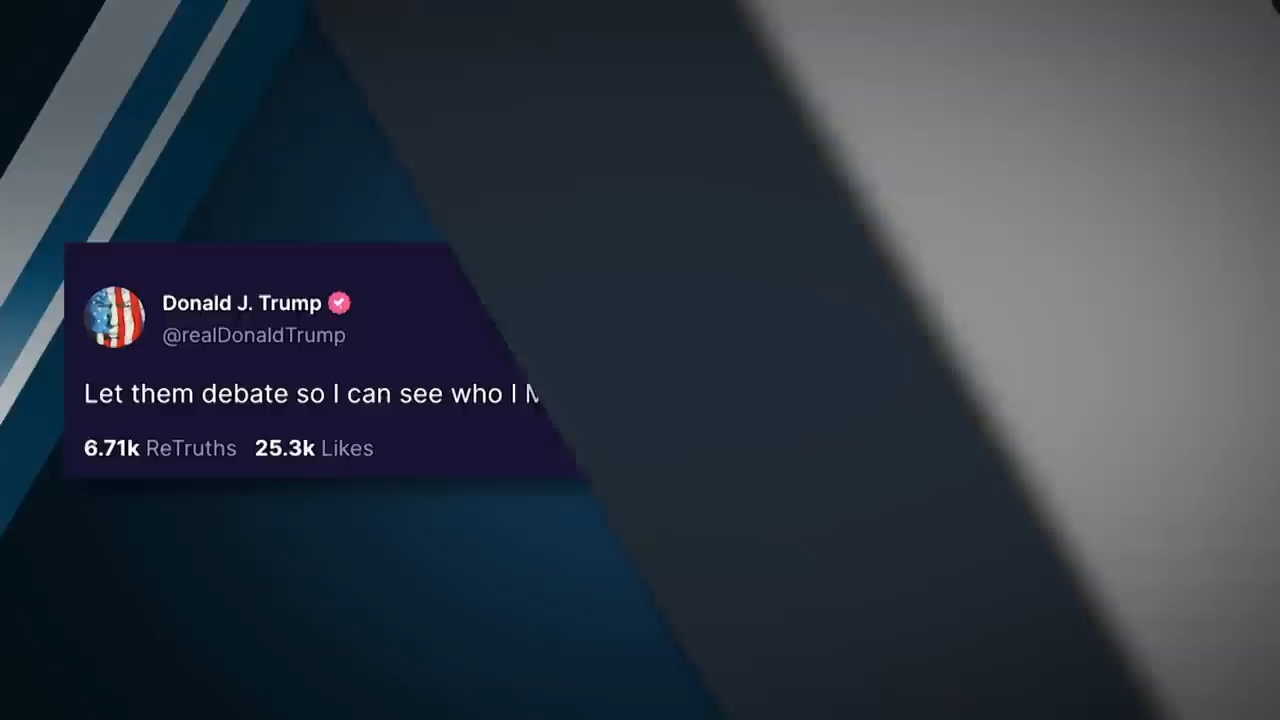 Donald J. Trump
@realDonaldTrump
Let them debate so I can see who I
6.71k ReTruths 25.3k Likes